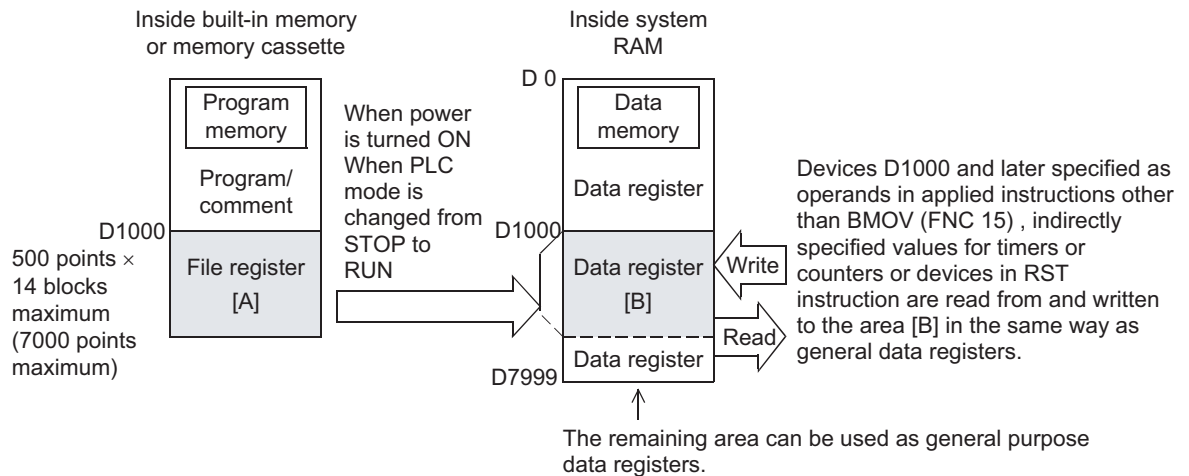 Inside built-in memory
or memory cassette
Program
memory
Program/
comment
D1000
500 points ×
14 blocks
maximum
(7000 points
maximum)
File register
[A]
When power
is turned ON
When PLC
mode is
changed from
STOP to
RUN
Inside system
RAM
D 0
Data
memory
Data register
D1000
Data register
[B]
Data register
D7999
Write
Read
Devices D1000 and later specified as
operands in applied instructions other
than BMOV (FNC 15) , indirectly
specified values for timers or
counters or devices in RST
instruction are read from and written
to the area [B] in the same way as
general data registers.
The remaining area can be used as general purpose
data registers.